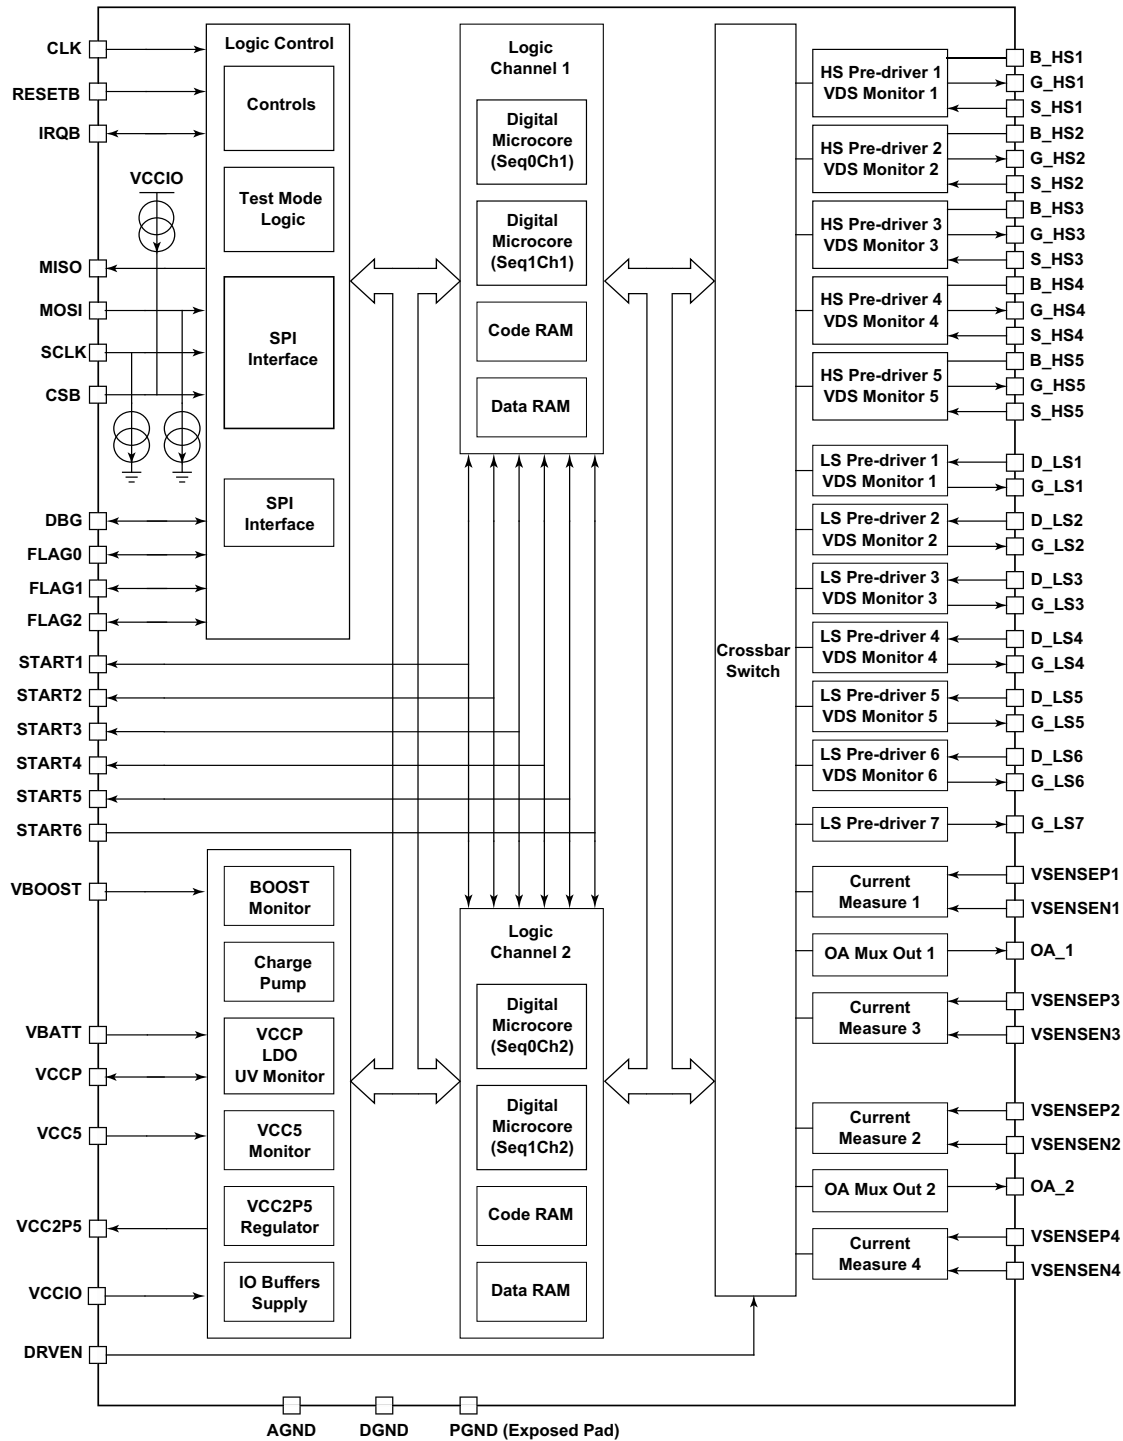 CLK
RESETB
IRQB
VCCIO
MISO
MOSI
SCLK
CSB
DBG
FLAG0
FLAG1
FLAG2
START1
START2
START3
START4
START5
START6
VBOOST
VBATT
VCCP
VCC5
VCC2P5
VCCIO
DRVEN
Logic Control
Controls
Test Mode
Logic
SPI
Interface
SPI
Interface
BOOST
Monitor
Charge
Pump
VCCP
LDO
UV Monitor
VCC5
Monitor
VCC2P5
Regulator
IO Buffers
Supply
Logic
Channel 1
Digital
Microcore
(Seq0Ch1)
Digital
Microcore
(Seq1Ch1)
Code RAM
Data RAM
Logic
Channel 2
Digital
Microcore
(Seq0Ch2)
Digital
Microcore
(Seq1Ch2)
Code RAM
Data RAM
Crossbar
Switch
HS Pre-driver 1
VDS Monitor 1
HS Pre-driver 2
VDS Monitor 2
HS Pre-driver 3
VDS Monitor 3
HS Pre-driver 4
VDS Monitor 4
HS Pre-driver 5
VDS Monitor 5
LS Pre-driver 1
VDS Monitor 1
LS Pre-driver 2
VDS Monitor 2
LS Pre-driver 3
VDS Monitor 3
LS Pre-driver 4
VDS Monitor 4
LS Pre-driver 5
VDS Monitor 5
LS Pre-driver 6
VDS Monitor 6
LS Pre-driver 7
Current
Measure 1
OA Mux Out 1
Current
Measure 3
Current
Measure 2
OA Mux Out 2
Current
Measure 4
B_HS1
G_HS1
S_HS1
B_HS2
G_HS2
S_HS2
B_HS3
G_HS3
S_HS3
B_HS4
G_HS4
S_HS4
B_HS5
G_HS5
S_HS5
D_LS1
G_LS1
D_LS2
G_LS2
D_LS3
G_LS3
D_LS4
G_LS4
D_LS5
G_LS5
D_LS6
G_LS6
G_LS7
VSENSEP1
VSENSEN1
OA_1
VSENSEP3
VSENSEN3
VSENSEP2
VSENSEN2
OA_2
VSENSEP4
VSENSEN4
AGND
DGND
PGND (Exposed Pad)